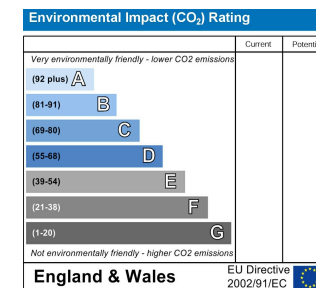 Environmental Impact (CO₂) Rating
Current Potenti
Very environmentally friendly - lower CO2 emissions
(92 plus) A
(81-91) B
(69-80) C
(55-68) D
(39-54) E
(21-38) F
(1-20) G
Not environmentally friendly - higher CO2 emissions
England & Wales
EU Directive
2002/91/EC